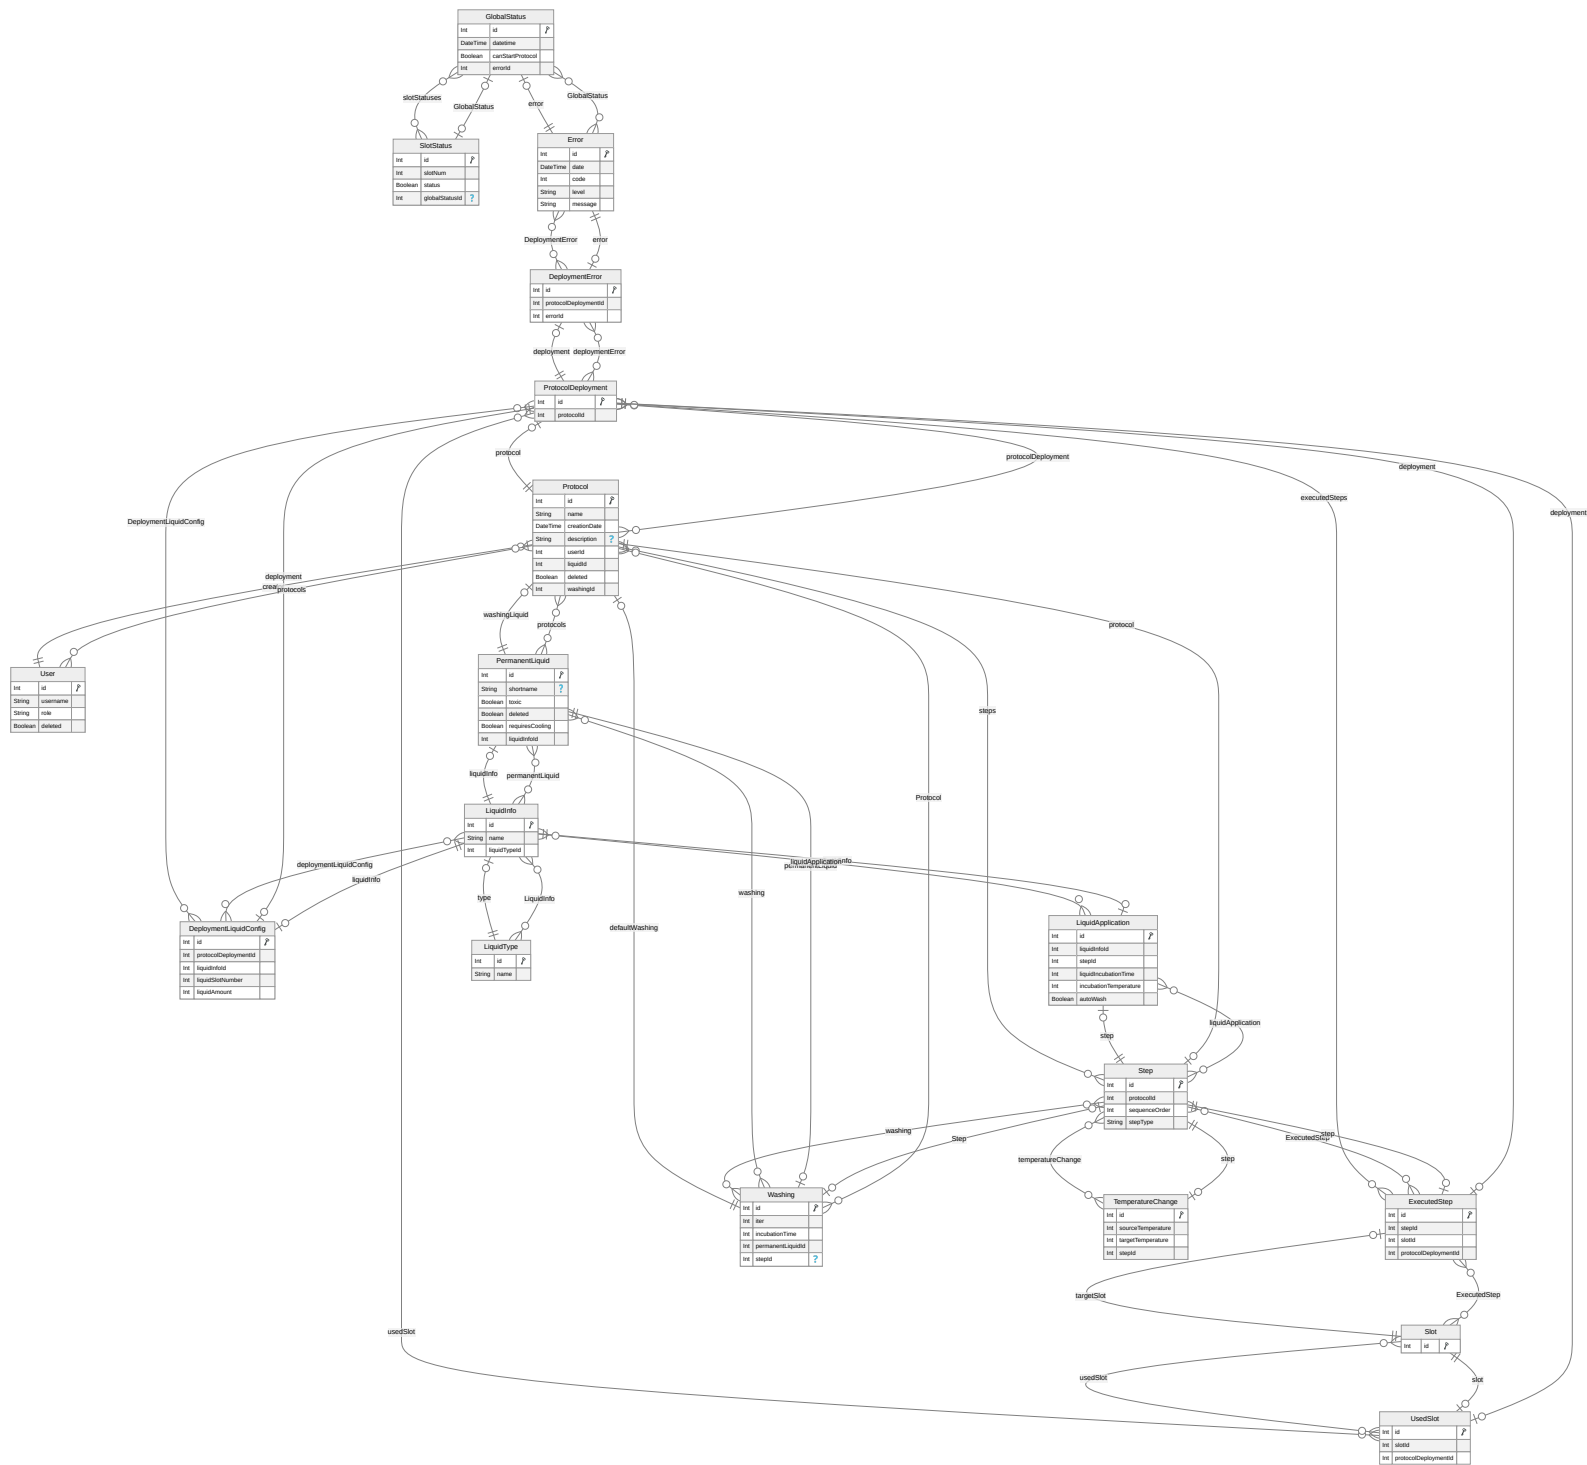 GlobalStatus
Int id
DateTime datetime
Boolean canStartProtocol
Int errorId
slotStatuses
GlobalStatus
error
GlobalStatus
SlotStatus
Int id
Int slotNum
Boolean status
Int globalStatusId ?
Error
Int id
DateTime date
Int code
String level
String message
DeploymentError
error
DeploymentError
Int id
Int protocolDeploymentId
Int errorId
deployment
deploymentError
ProtocolDeployment
Int id
Int protocolId
protocol
protocolDeployment
deployment
executedSteps
deployment
DeploymentLiquidConfig
Protocol
Int id
String name
DateTime creationDate
String description ?
Int userId
Int liquidId
Boolean deleted
Int washingId
deployment
protocols
washingLiquid
protocols
protocol
User
Int id
String username
String role
Boolean deleted
PermanentLiquid
Int id
String shortname ?
Boolean toxic
Boolean deleted
Boolean requiresCooling
Int liquidInfoId
steps
liquidInfo
permanentLiquid
Protocol
LiquidInfo
Int id
String name
Int liquidTypeId
deploymentLiquidConfig
liquidInfo
liquidApplication
washing
type
LiquidInfo
defaultWashing
DeploymentLiquidConfig
Int id
Int protocolDeploymentId
Int liquidInfoId
Int liquidSlotNumber
Int liquidAmount
LiquidType
Int id
String name
LiquidApplication
Int id
Int liquidInfoId
Int stepId
Int liquidIncubationTime
Int incubationTemperature
Boolean autoWash
step
liquidApplication
Step
Int id
Int protocolId
Int sequenceOrder
String stepType
washing
Step
ExecutedStep
step
temperatureChange
step
Washing
Int id
Int iter
Int incubationTime
Int permanentLiquidId
Int stepId ?
TemperatureChange
Int id
Int sourceTemperature
Int targetTemperature
Int stepId
ExecutedStep
Int id
Int stepId
Int slotId
Int protocolDeploymentId
targetSlot
ExecutedStep
Slot
Int id
usedSlot
usedSlot
slot
UsedSlot
Int id
Int slotId
Int protocolDeploymentId